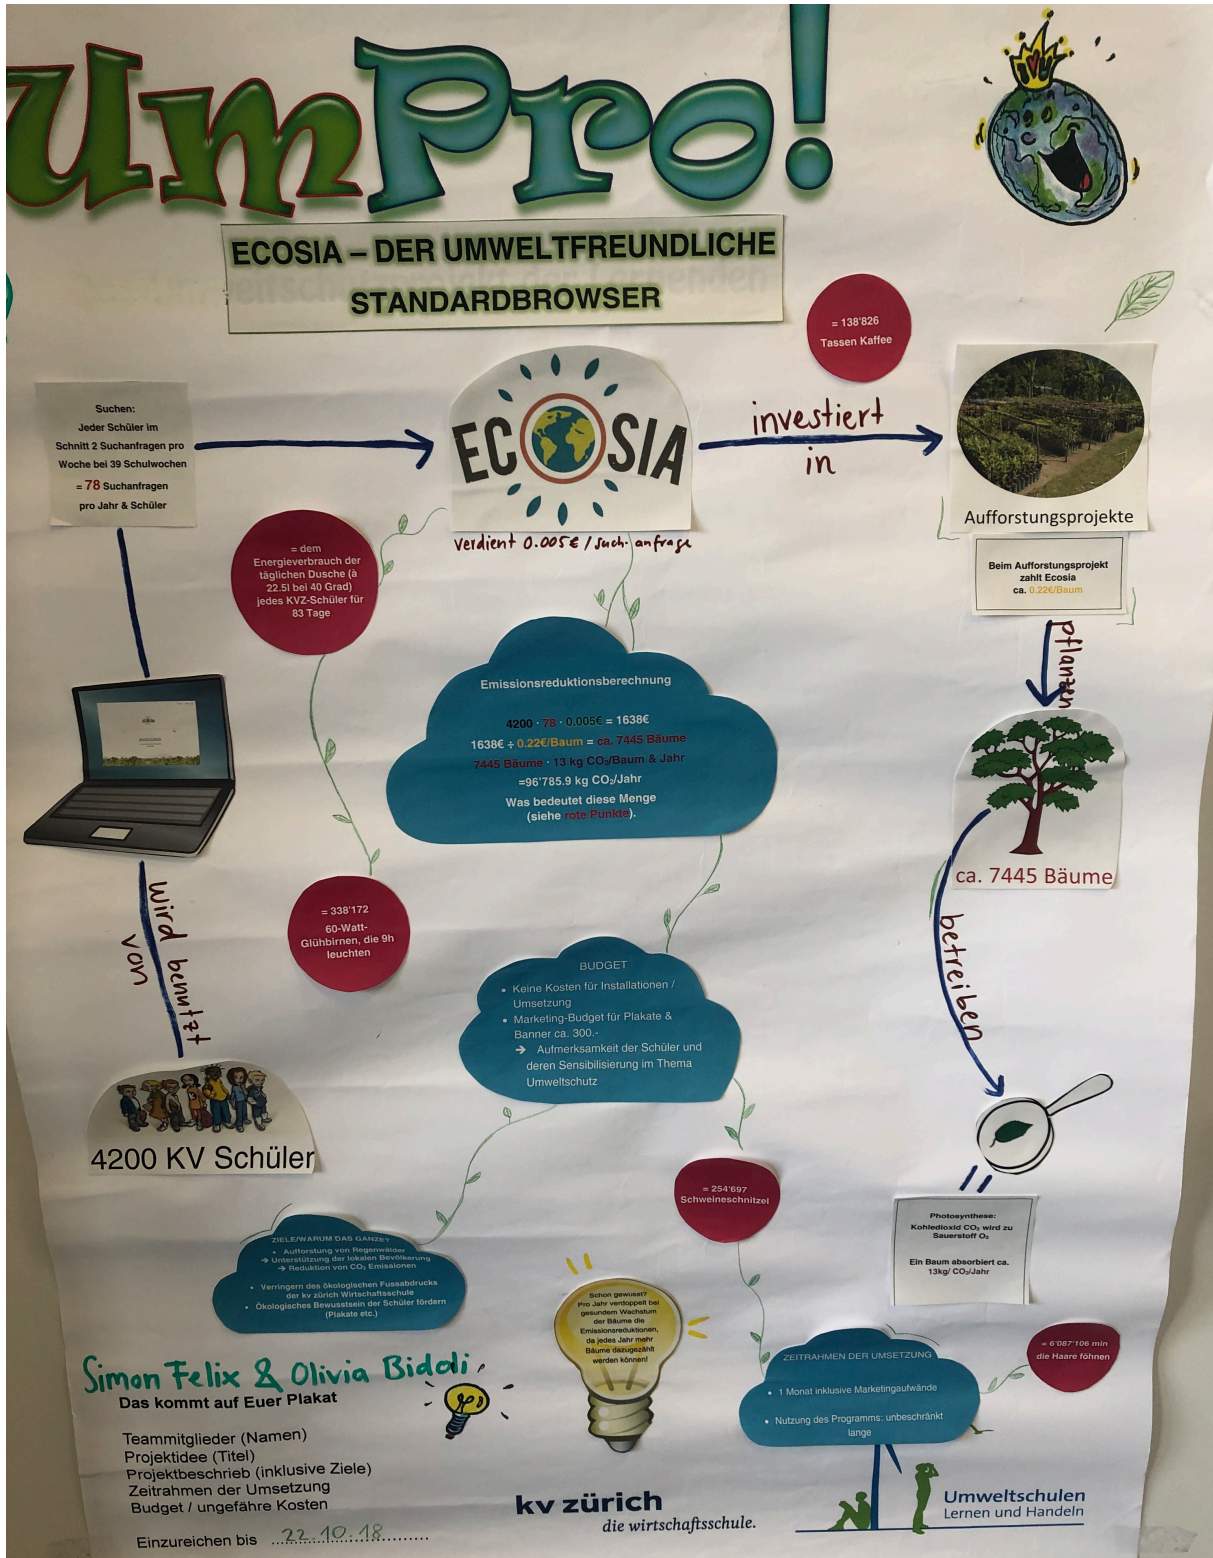 UmPro!
ECOSIA – DER UMWELTFREUNDLICHE
STANDARDBROWSER
= 138'826
Tassen Kaffee
Suchen:
Jeder Schüler im
Schnitt 2 Suchanfragen pro
Woche bei 39 Schulwochen
= 78 Suchanfragen
pro Jahr & Schüler
ECOSIA
verdient 0.005€ / such-anfrage
investiert
in
Aufforstungsprojekte
Beim Aufforstungsprojekt
zahlt Ecosia
ca. 0.22€/Baum
pflanzen
= dem
Energieverbrauch der
täglichen Dusche (à
22.5l bei 40 Grad)
jedes KVZ-Schüler für
83 Tage
Emissionsreduktionsberechnung
4200 · 78 · 0.005€ = 1638€
1638€ ÷ 0.22€/Baum = ca. 7445 Bäume
7445 Bäume · 13 kg CO₂/Baum & Jahr
=96'785.9 kg CO₂/Jahr
Was bedeutet diese Menge
(siehe rote Punkte).
ca. 7445 Bäume
wird benutzt
von
= 338'172
60-Watt-
Glühbirnen, die 9h
leuchten
betreiben
BUDGET
• Keine Kosten für Installationen /
Umsetzung
• Marketing-Budget für Plakate &
Banner ca. 300.-
➔ Aufmerksamkeit der Schüler und
deren Sensibilisierung im Thema
Umweltschutz
4200 KV Schüler
= 254'697
Schweineschnitzel
Photosynthese:
Kohledioxid CO₂ wird zu
Sauerstoff O₂
Ein Baum absorbiert ca.
13kg/ CO₂/Jahr
ZIELE/WARUM DAS GANZE?
• Aufforstung von Regenwälder
➔ Unterstützung der lokalen Bevölkerung
➔ Reduktion von CO₂ Emissionen
• Verringern des ökologischen Fussabdrucks
der kv zürich Wirtschaftsschule
• Ökologisches Bewusstsein der Schüler fördern
(Plakate etc.)
Schon gewusst?
Pro Jahr verdoppelt bei
gesundem Wachstum
der Bäume die
Emissionsreduktionen,
da jedes Jahr mehr
Bäume dazugezählt
werden können!
ZEITRAHMEN DER UMSETZUNG
• 1 Monat inklusive Marketingaufwände
• Nutzung des Programms: unbeschränkt
lange
= 6'087'106 min
die Haare föhnen
Simon Felix & Olivia Biddli
Das kommt auf Euer Plakat
Teammitglieder (Namen)
Projektidee (Titel)
Projektbeschrieb (inklusive Ziele)
Zeitrahmen der Umsetzung
Budget / ungefähre Kosten
Einzureichen bis 22.10.18
kv zürich
die wirtschaftsschule.
Umweltschulen
Lernen und Handeln